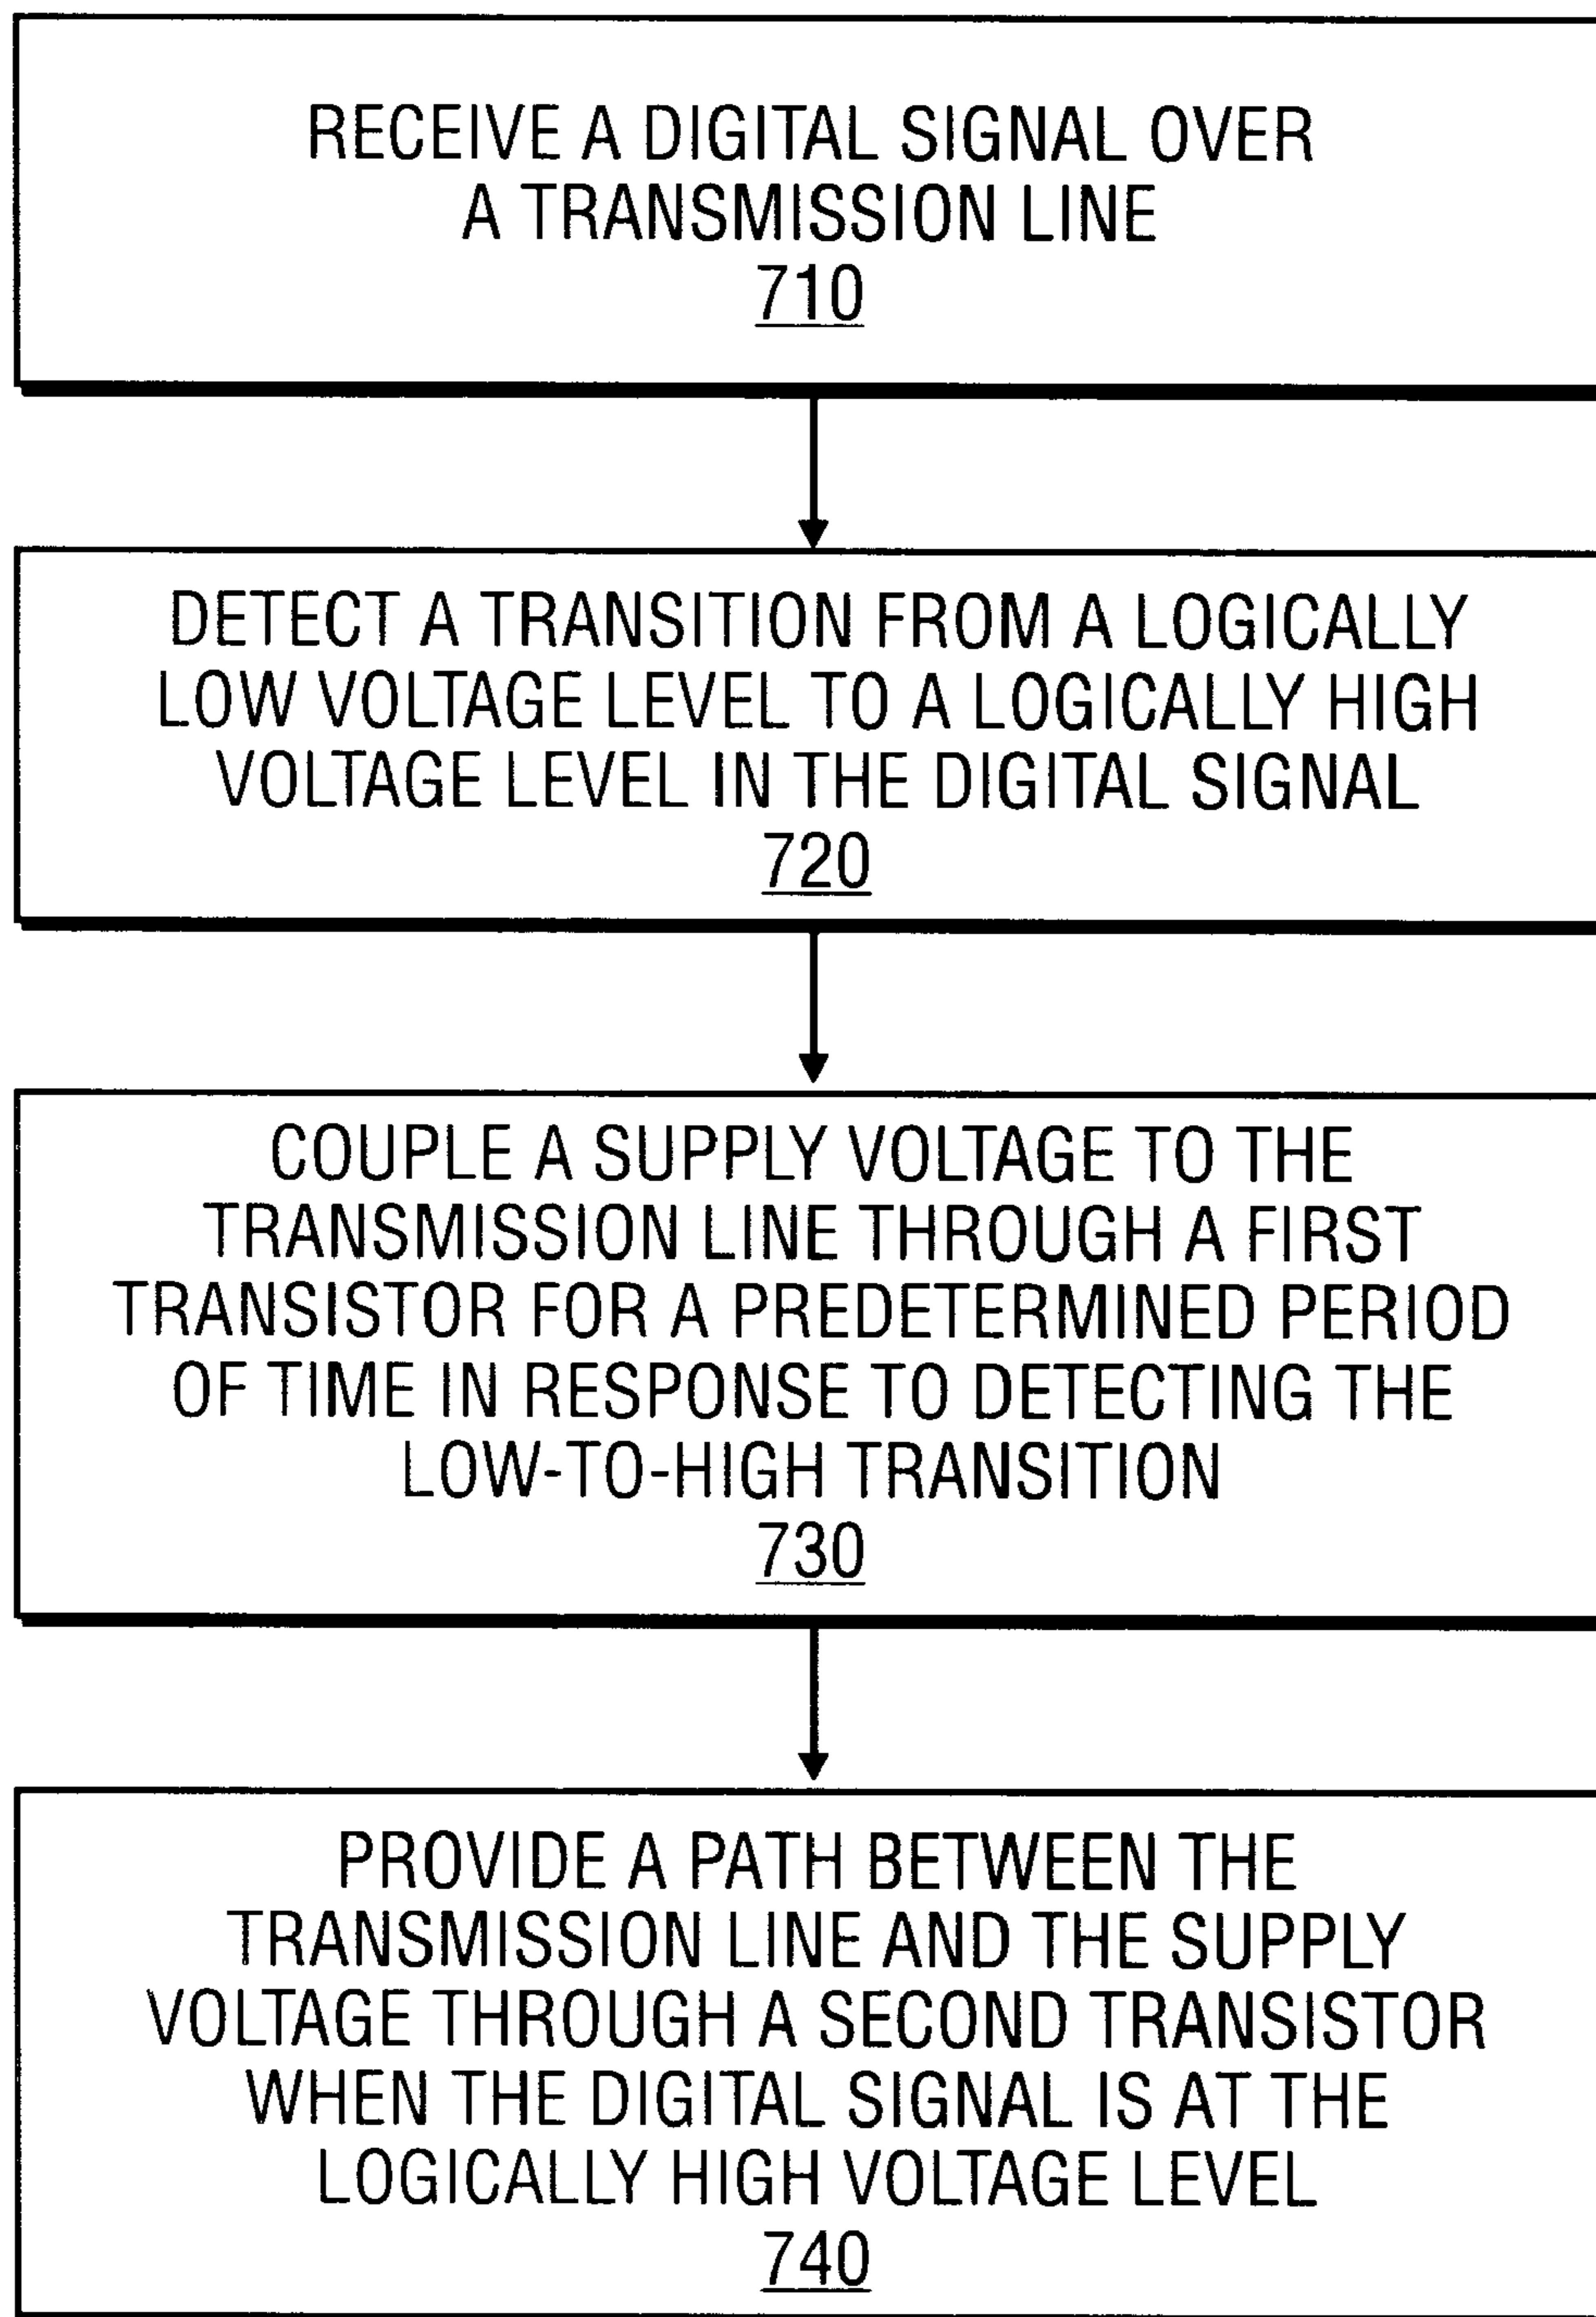 RECEIVE A DIGITAL SIGNAL OVER
A TRANSMISSION LINE
710
DETECT A TRANSITION FROM A LOGICALLY
LOW VOLTAGE LEVEL TO A LOGICALLY HIGH
VOLTAGE LEVEL IN THE DIGITAL SIGNAL
720
COUPLE A SUPPLY VOLTAGE TO THE
TRANSMISSION LINE THROUGH A FIRST
TRANSISTOR FOR A PREDETERMINED PERIOD
OF TIME IN RESPONSE TO DETECTING THE
LOW-TO-HIGH TRANSITION
730
PROVIDE A PATH BETWEEN THE
TRANSMISSION LINE AND THE SUPPLY
VOLTAGE THROUGH A SECOND TRANSISTOR
WHEN THE DIGITAL SIGNAL IS AT THE
LOGICALLY HIGH VOLTAGE LEVEL
740